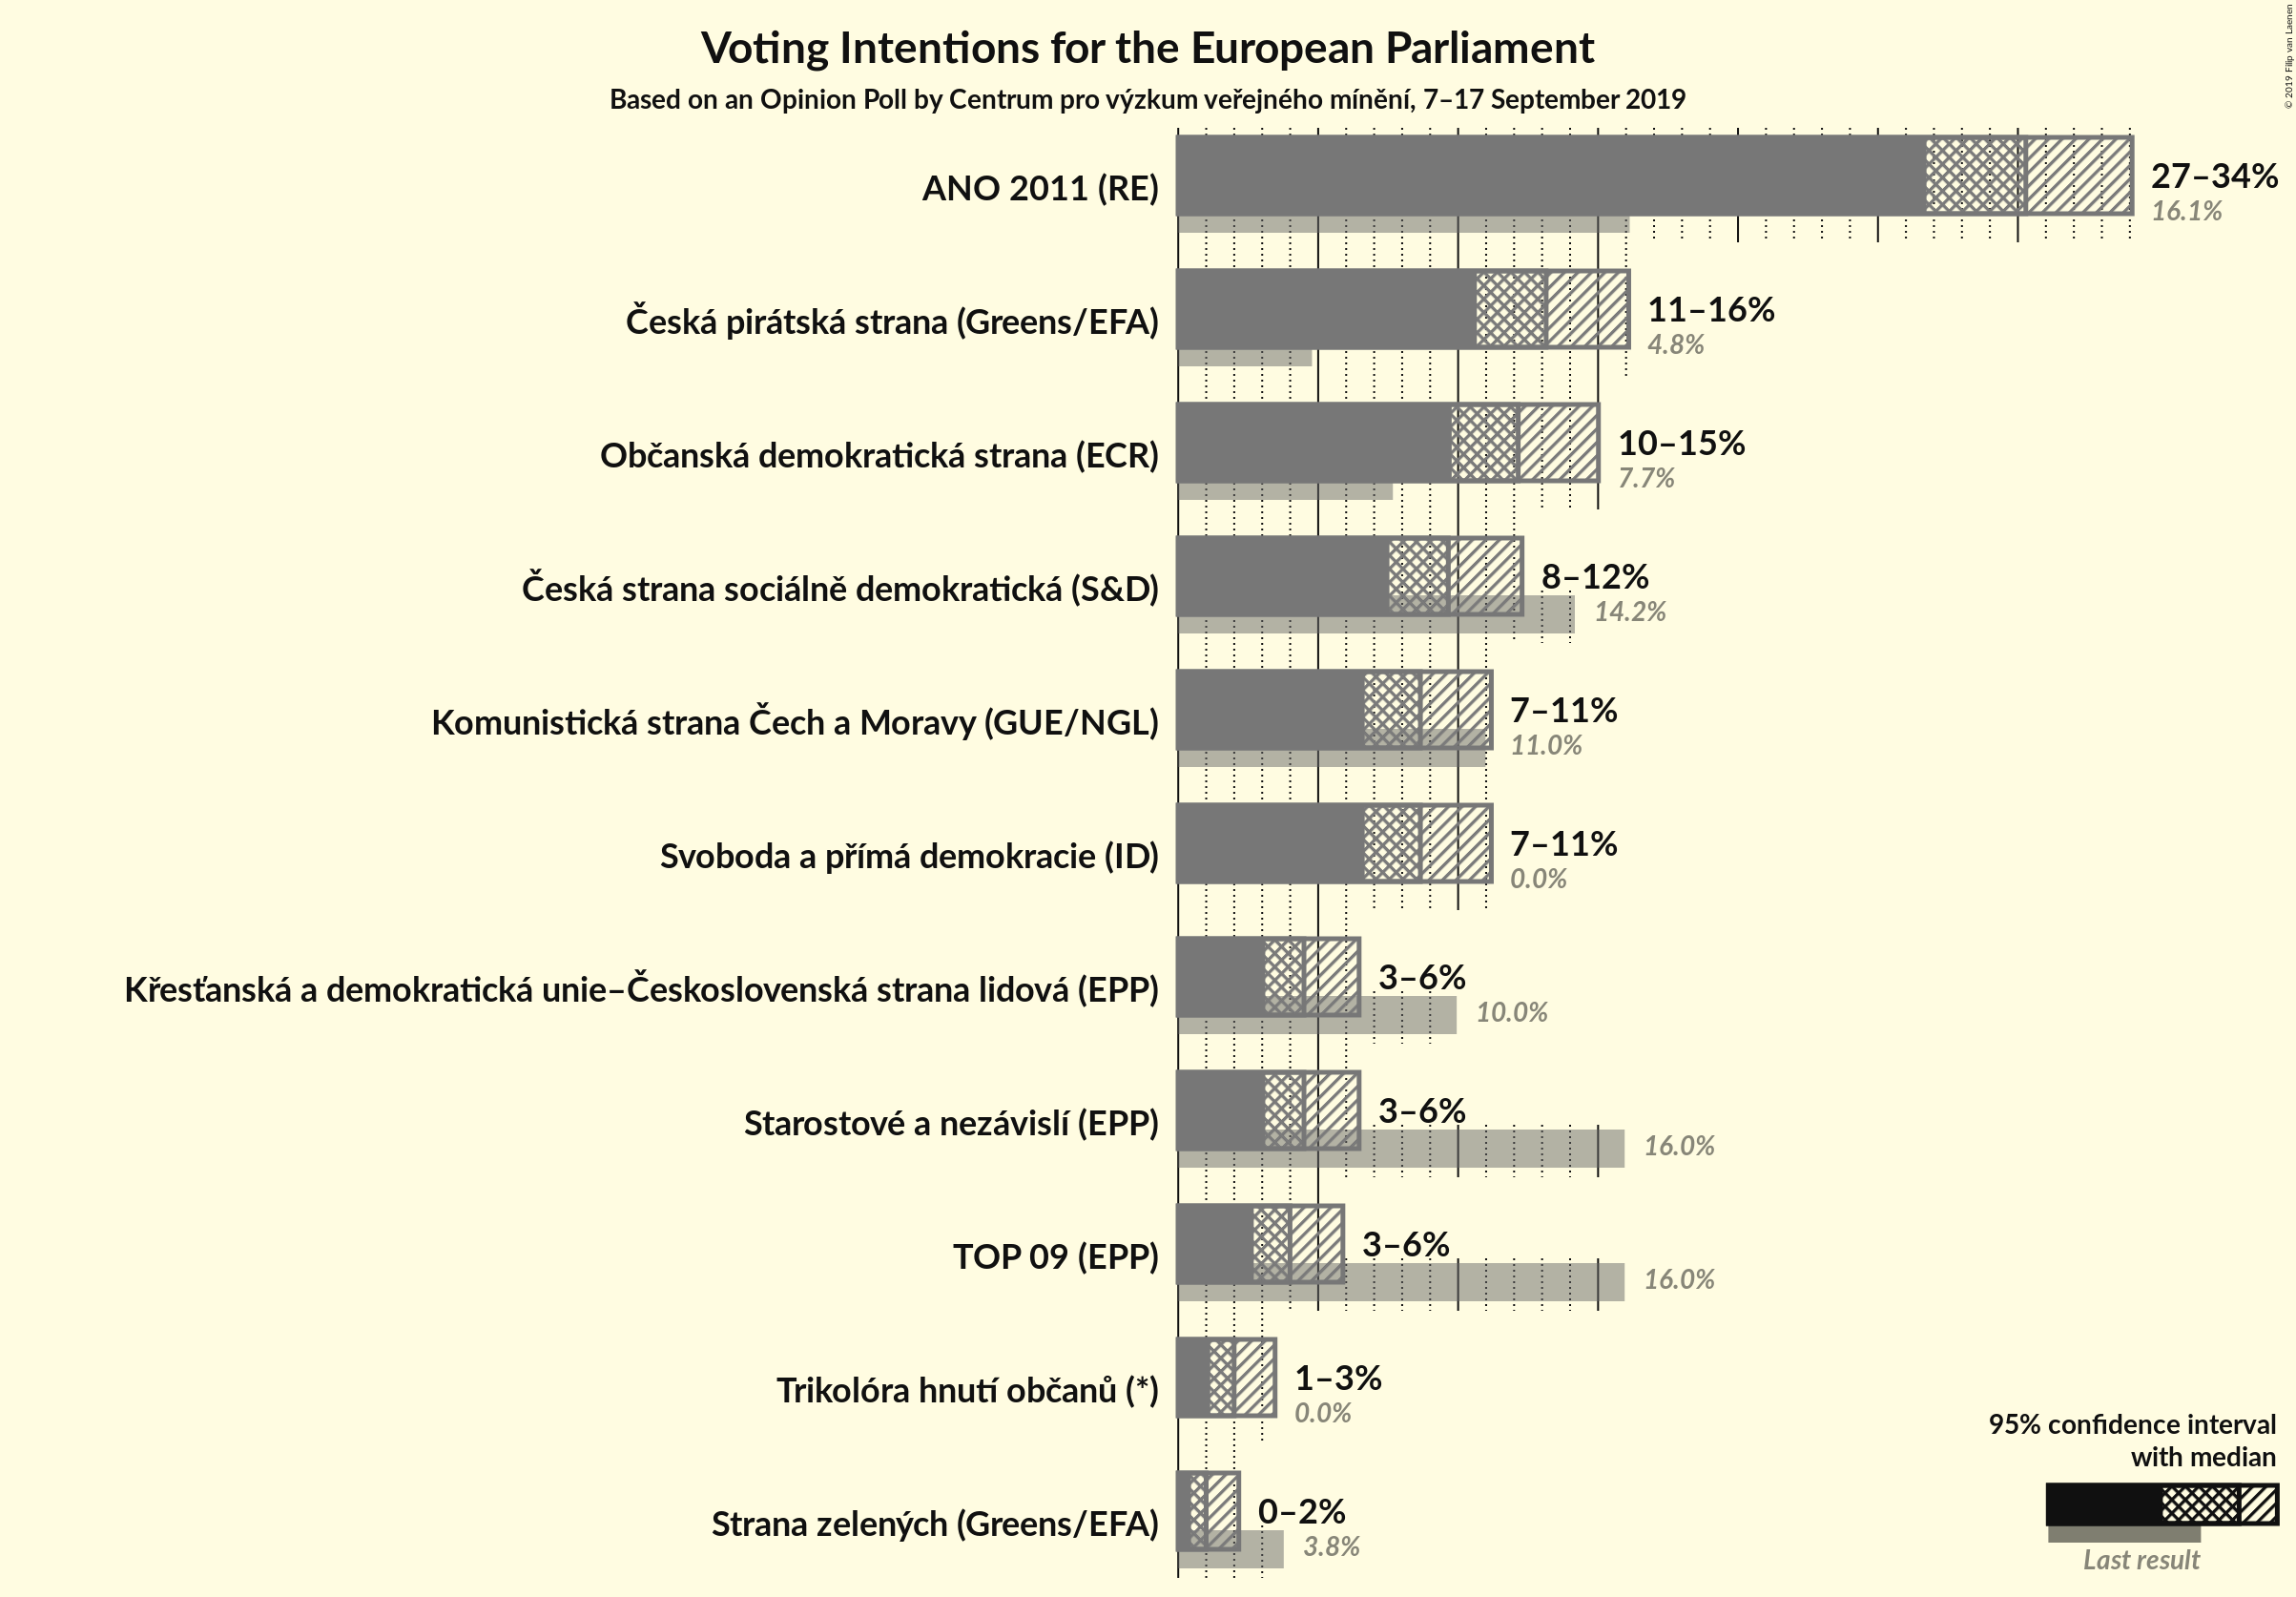 © 2019 Filip van Laenen
Voting Intentions for the European Parliament
Based on an Opinion Poll by Centrum pro výzkum veřejného mínění, 7–17 September 2019
ANO 2011 (RE)
27–34%
16.1%
Česká pirátská strana (Greens/EFA)
11–16%
4.8%
Občanská demokratická strana (ECR)
10–15%
7.7%
Česká strana sociálně demokratická (S&D)
8–12%
14.2%
Komunistická strana Čech a Moravy (GUE/NGL)
7–11%
11.0%
Svoboda a přímá demokracie (ID)
7–11%
0.0%
Křesťanská a demokratická unie–Československá strana lidová (EPP)
3–6%
10.0%
Starostové a nezávislí (EPP)
3–6%
16.0%
TOP 09 (EPP)
3–6%
16.0%
Trikolóra hnutí občanů (*)
1–3%
0.0%
Strana zelených (Greens/EFA)
0–2%
3.8%
95% confidence interval
with median
Last result